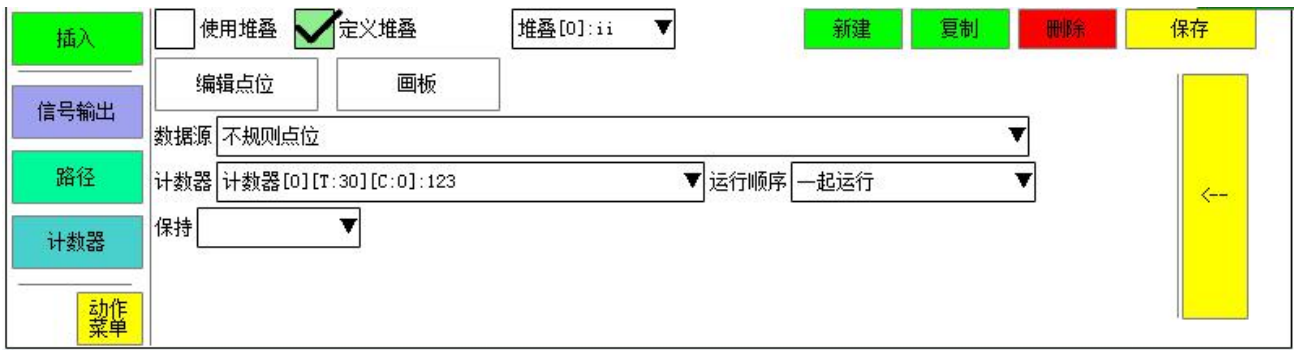 插入 使用堆叠 定义堆叠 堆叠[0]:ii 新建 复制 删除 保存
编辑点位 画板
信号输出
数据源 不规则点位
路径 计数器 计数器[0][T:30][C:0]:123 运行顺序 一起运行
<--
计数器 保持
动作
菜单